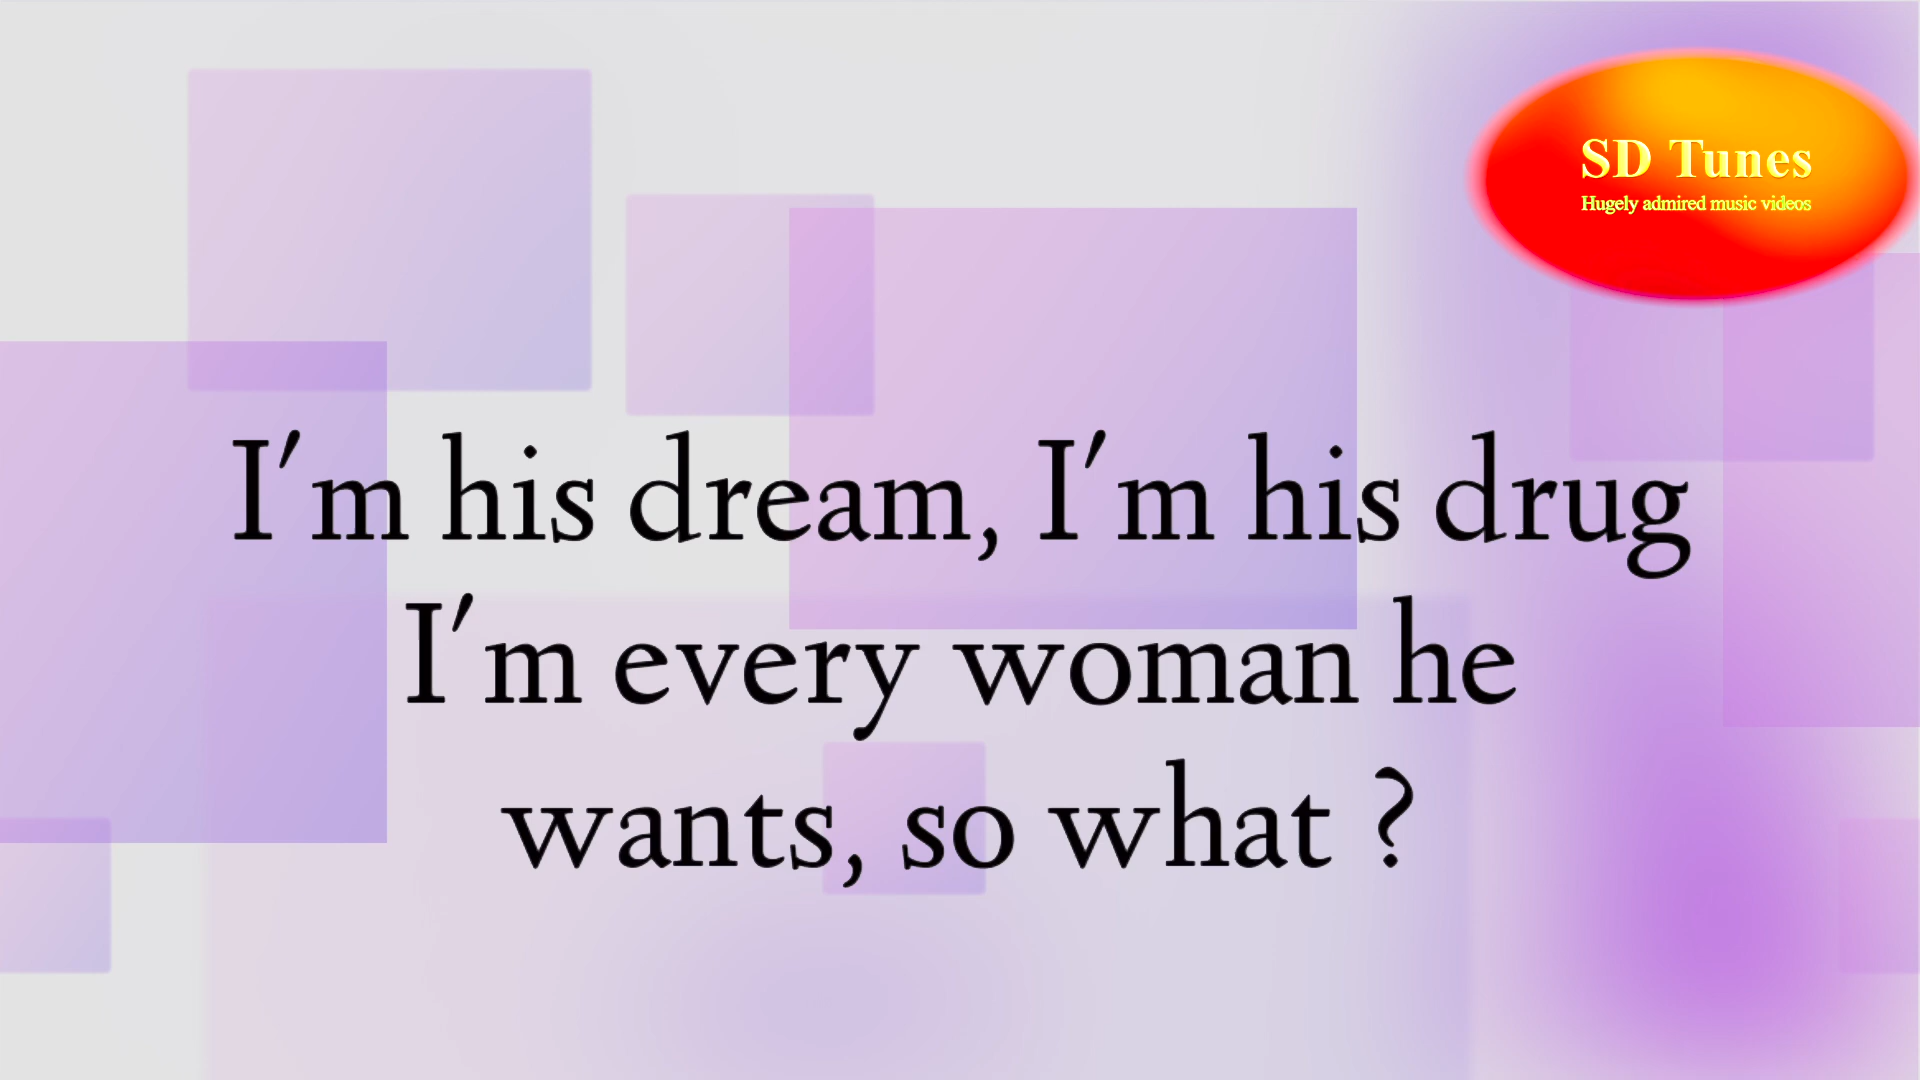 SD Tunes
Hugely admired music videos
I'm his dream, I'm his drug
I'm every woman he
wants, so what ?